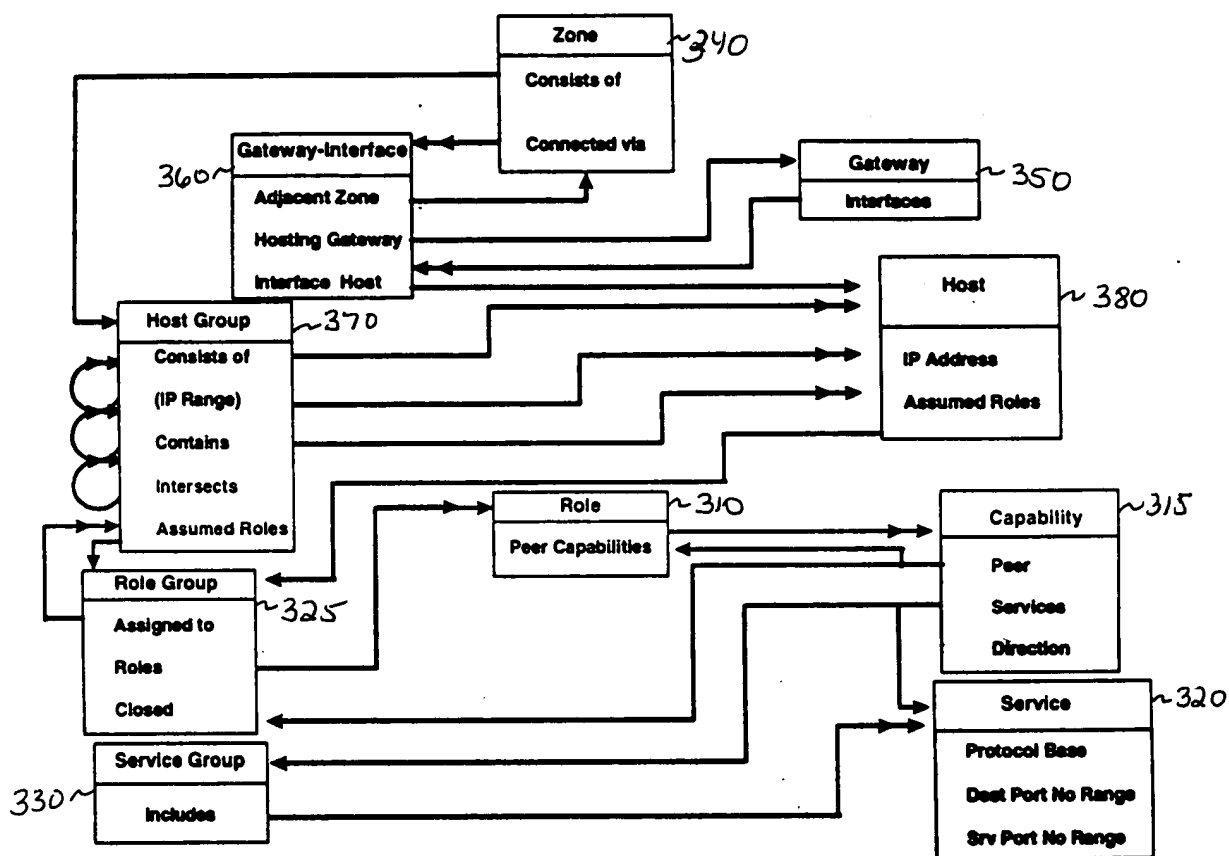 Zone
340
Consists of
Connected via
Gateway-Interface
360
Adjacent Zone
Hosting Gateway
Interface Host
Gateway
350
Interfaces
Host
380
IP Address
Assumed Roles
Host Group
370
Consists of
(IP Range)
Contains
Intersects
Assumed Roles
Role
310
Peer Capabilities
Capability
315
Peer
Services
Direction
Role Group
325
Assigned to
Roles
Closed
Service
320
Protocol Base
Dest Port No Range
Srv Port No Range
Service Group
330
Includes